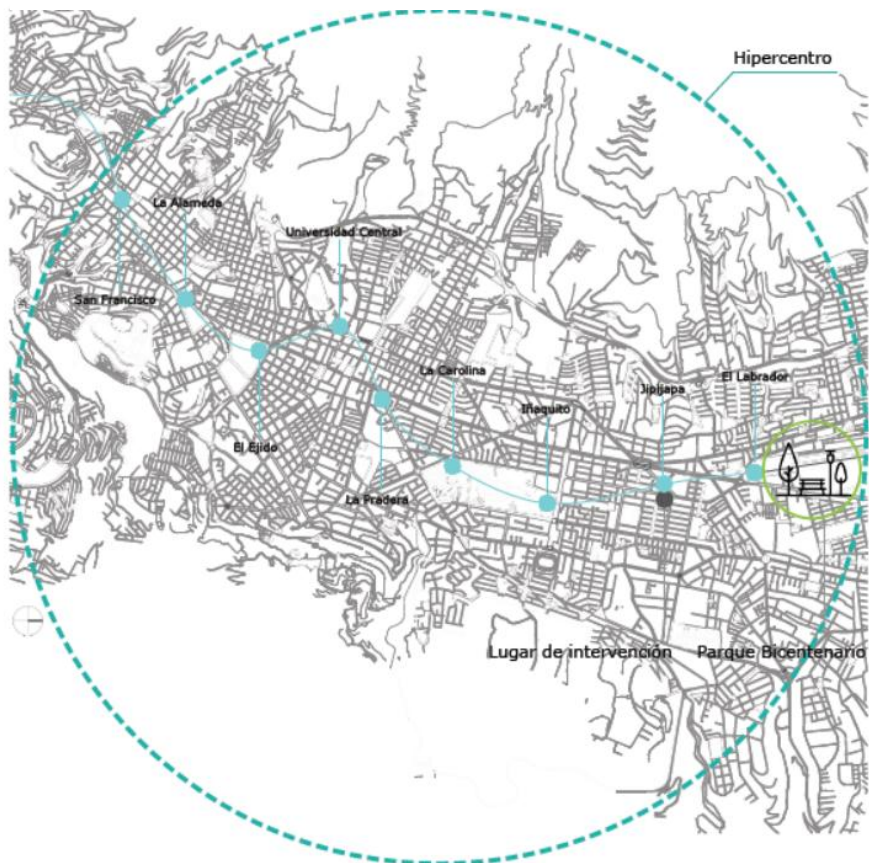 Hipercentro
La Alameda
Universidad Central
San Francisco
La Carolina
El Labrador
Jipijapa
Iñaquito
El Ejido
La Pradera
Lugar de intervención
Parque Bicentenario